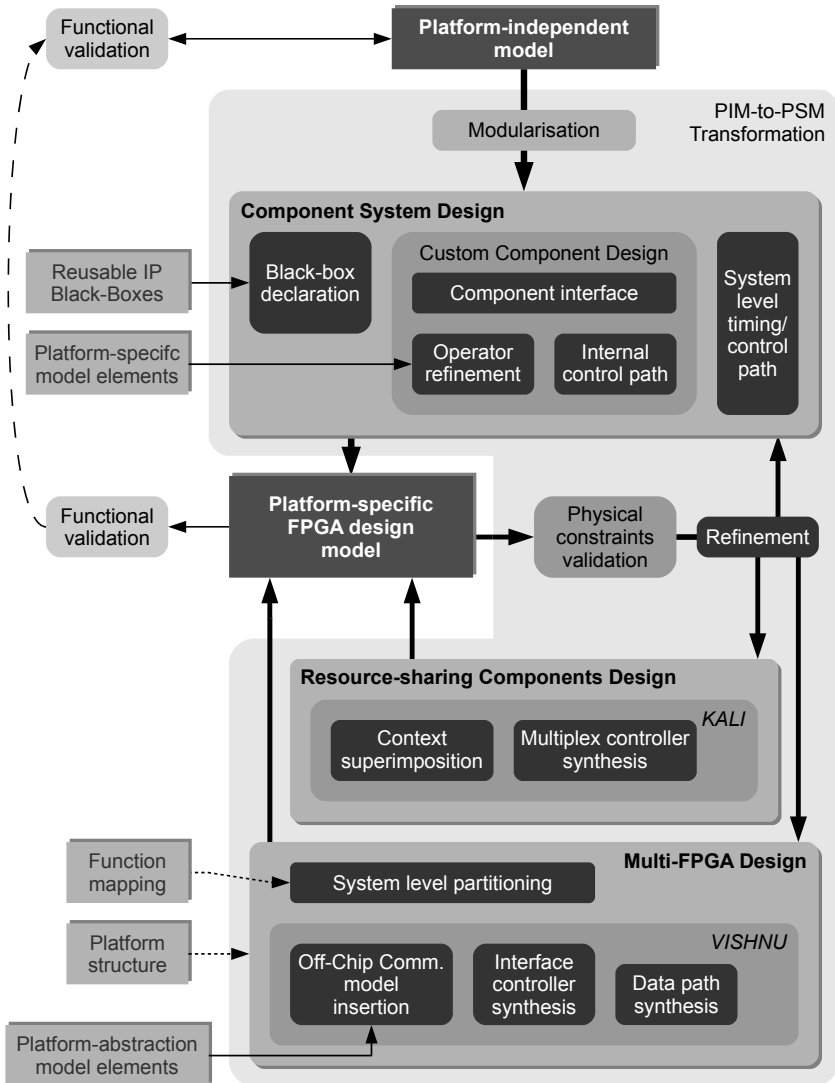 Functional
validation
Platform-independent
model
PIM-to-PSM
Transformation
Modularisation
Component System Design
Reusable IP
Black-Boxes
Black-box
declaration
Custom Component Design
Component interface
System
level
timing/
control
path
Platform-specifc
model elements
Operator
refinement
Internal
control path
Functional
validation
Platform-specific
FPGA design
model
Physical
constraints
validation
Refinement
Resource-sharing Components Design
KALI
Context
superimposition
Multiplex controller
synthesis
Multi-FPGA Design
Function
mapping
System level partitioning
Platform
structure
VISHNU
Off-Chip Comm.
model
insertion
Interface
controller
synthesis
Data path
synthesis
Platform-abstraction
model elements